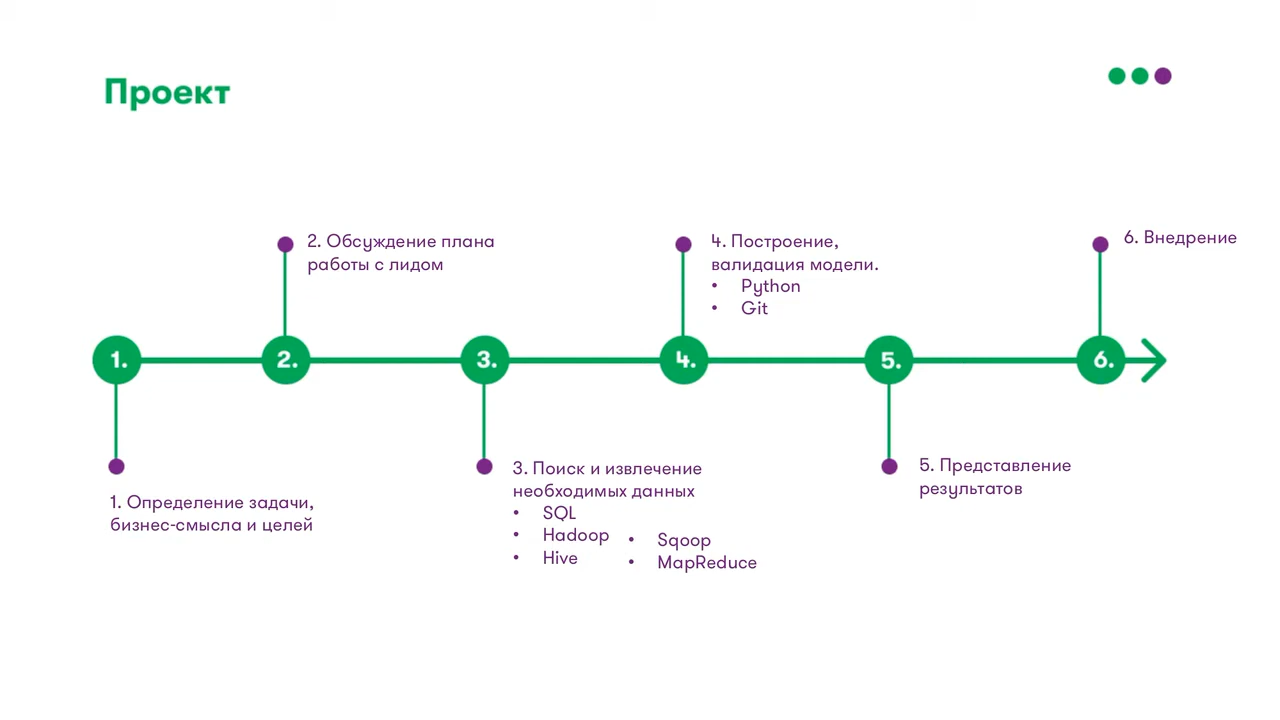 Проект
2. Обсуждение плана
работы с лидом
4. Построение,
валидация модели.
• Python
• Git
6. Внедрение
1.
2.
3.
4.
5.
6.
1. Определение задачи,
бизнес-смысла и целей
3. Поиск и извлечение
необходимых данных
• SQL
• Hadoop
• Hive
• Sqoop
• MapReduce
5. Представление
результатов